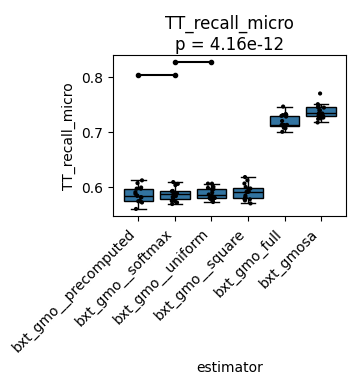 TT_recall_micro
p = 4.16e-12
TT_recall_micro
0.8
0.7
0.6
bxt_gmo__precomputed
bxt_gmo__softmax
bxt_gmo__uniform
bxt_gmo__square
bxt_gmo_full
bxt_gmosa
estimator